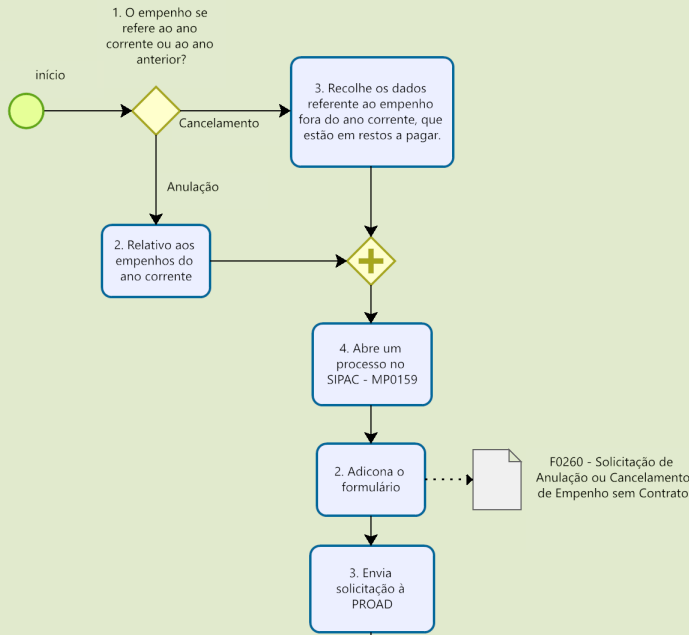 1. O empenho se
refere ao ano
corrente ou ao ano
anterior?
início
Cancelamento
3. Recolhe os dados
referente ao empenho
fora do ano corrente, que
estão em restos a pagar.
Anulação
2. Relativo aos
empenhos do
ano corrente
4. Abre um
processo no
SIPAC - MP0159
2. Adicona o
formulário
F0260 - Solicitação de
Anulação ou Cancelamento
de Empenho sem Contrato
3. Envia
solicitação à
PROAD